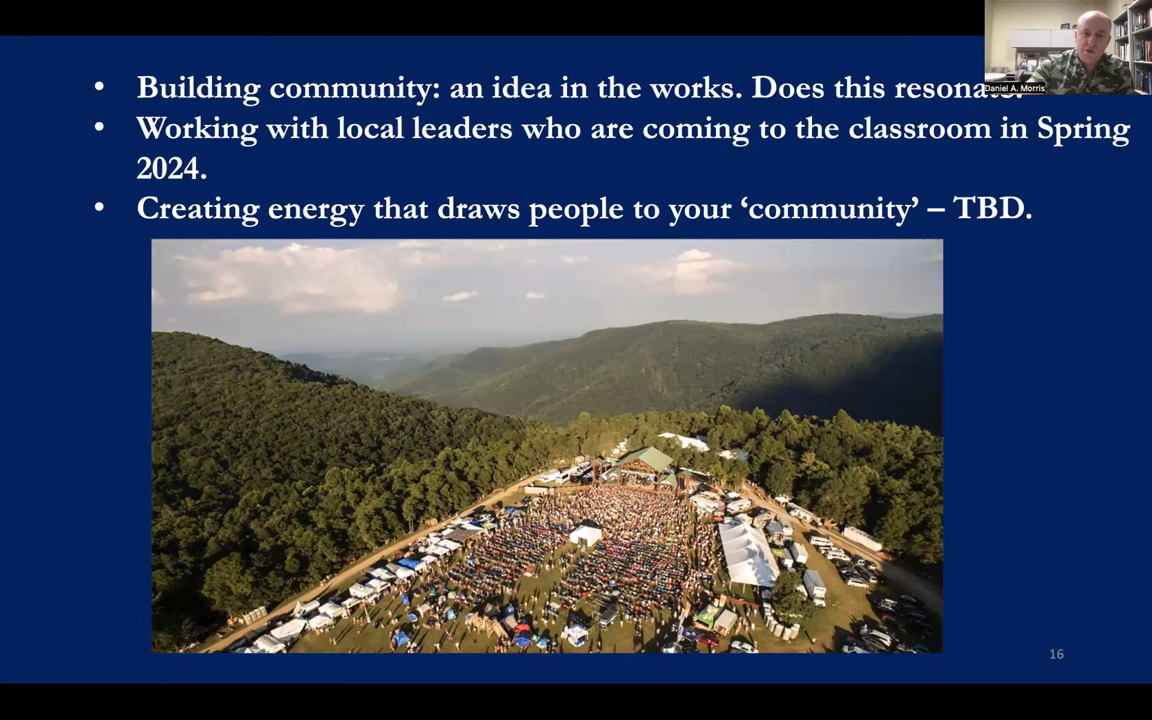 • Building community: an idea in the works. Does this resonate?
Daniel A. Morris
• Working with local leaders who are coming to the classroom in Spring
2024.
• Creating energy that draws people to your ‘community’ – TBD.
16